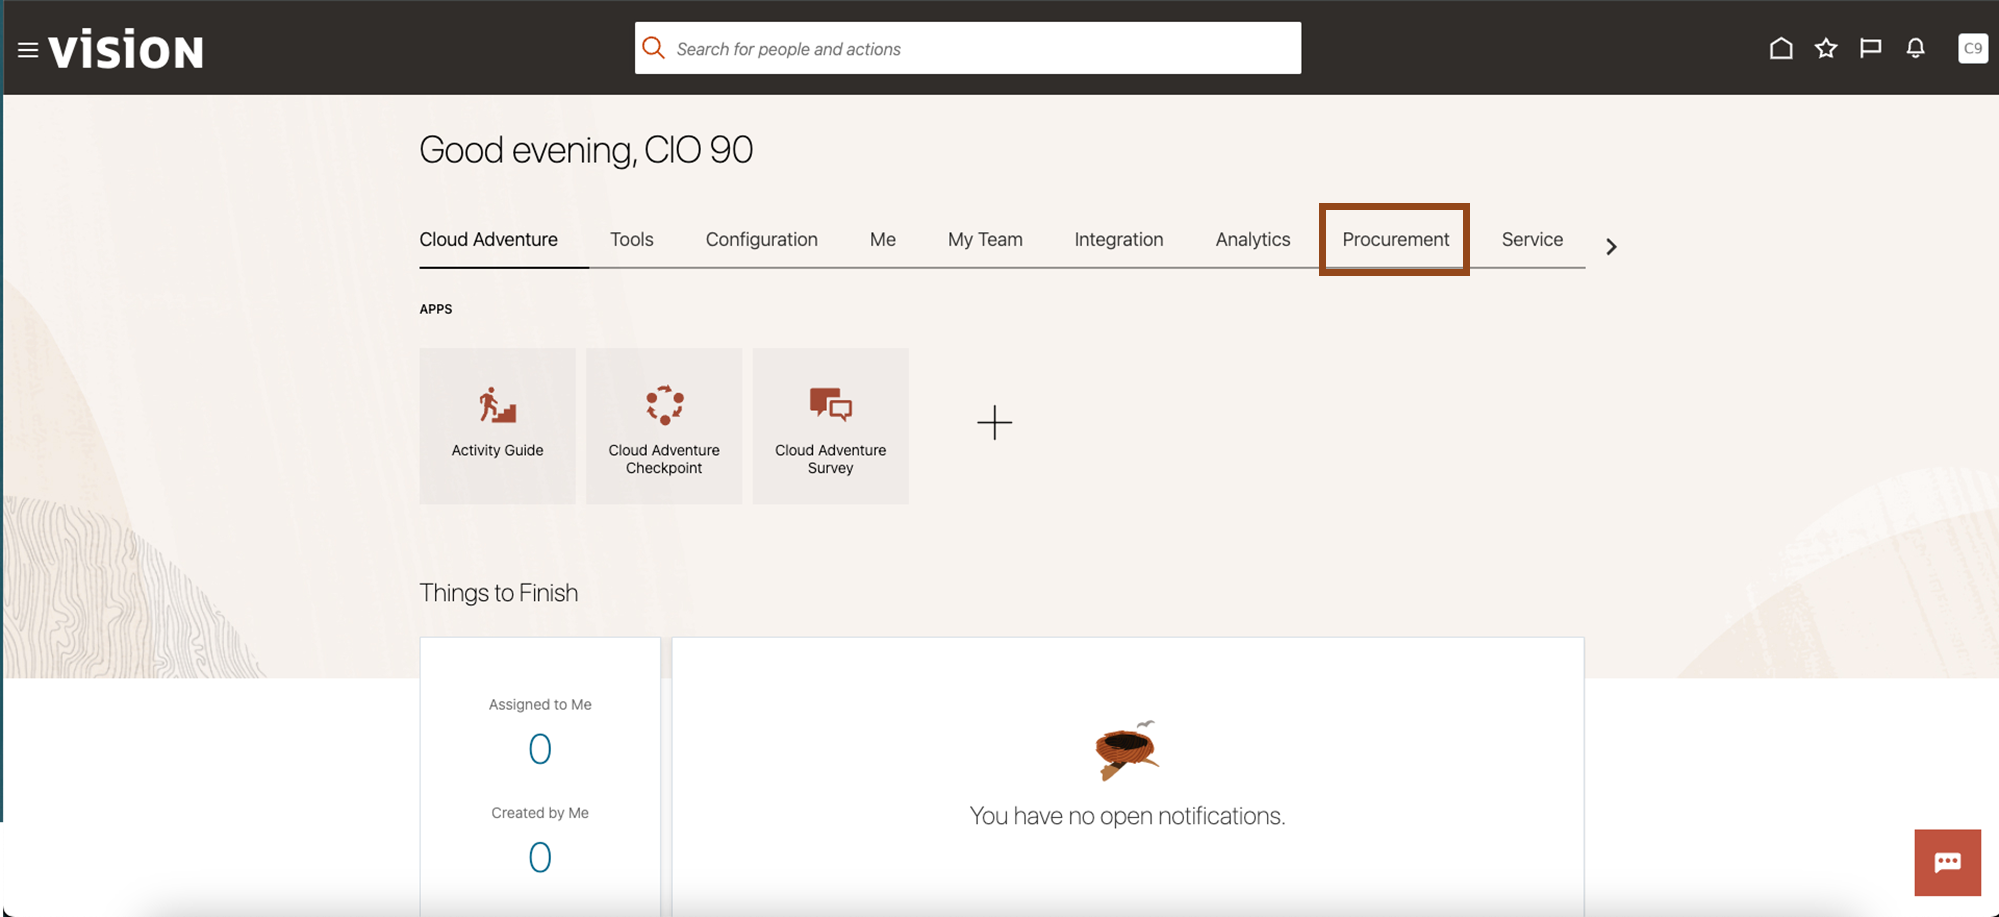 vision
Search for people and actions
C9
Good evening, CIO 90
Cloud Adventure Tools Configuration Me My Team Integration Analytics Procurement Service
APPS
Activity Guide
Cloud Adventure
Checkpoint
Cloud Adventure
Survey
Things to Finish
Assigned to Me
0
Created by Me
0
You have no open notifications.